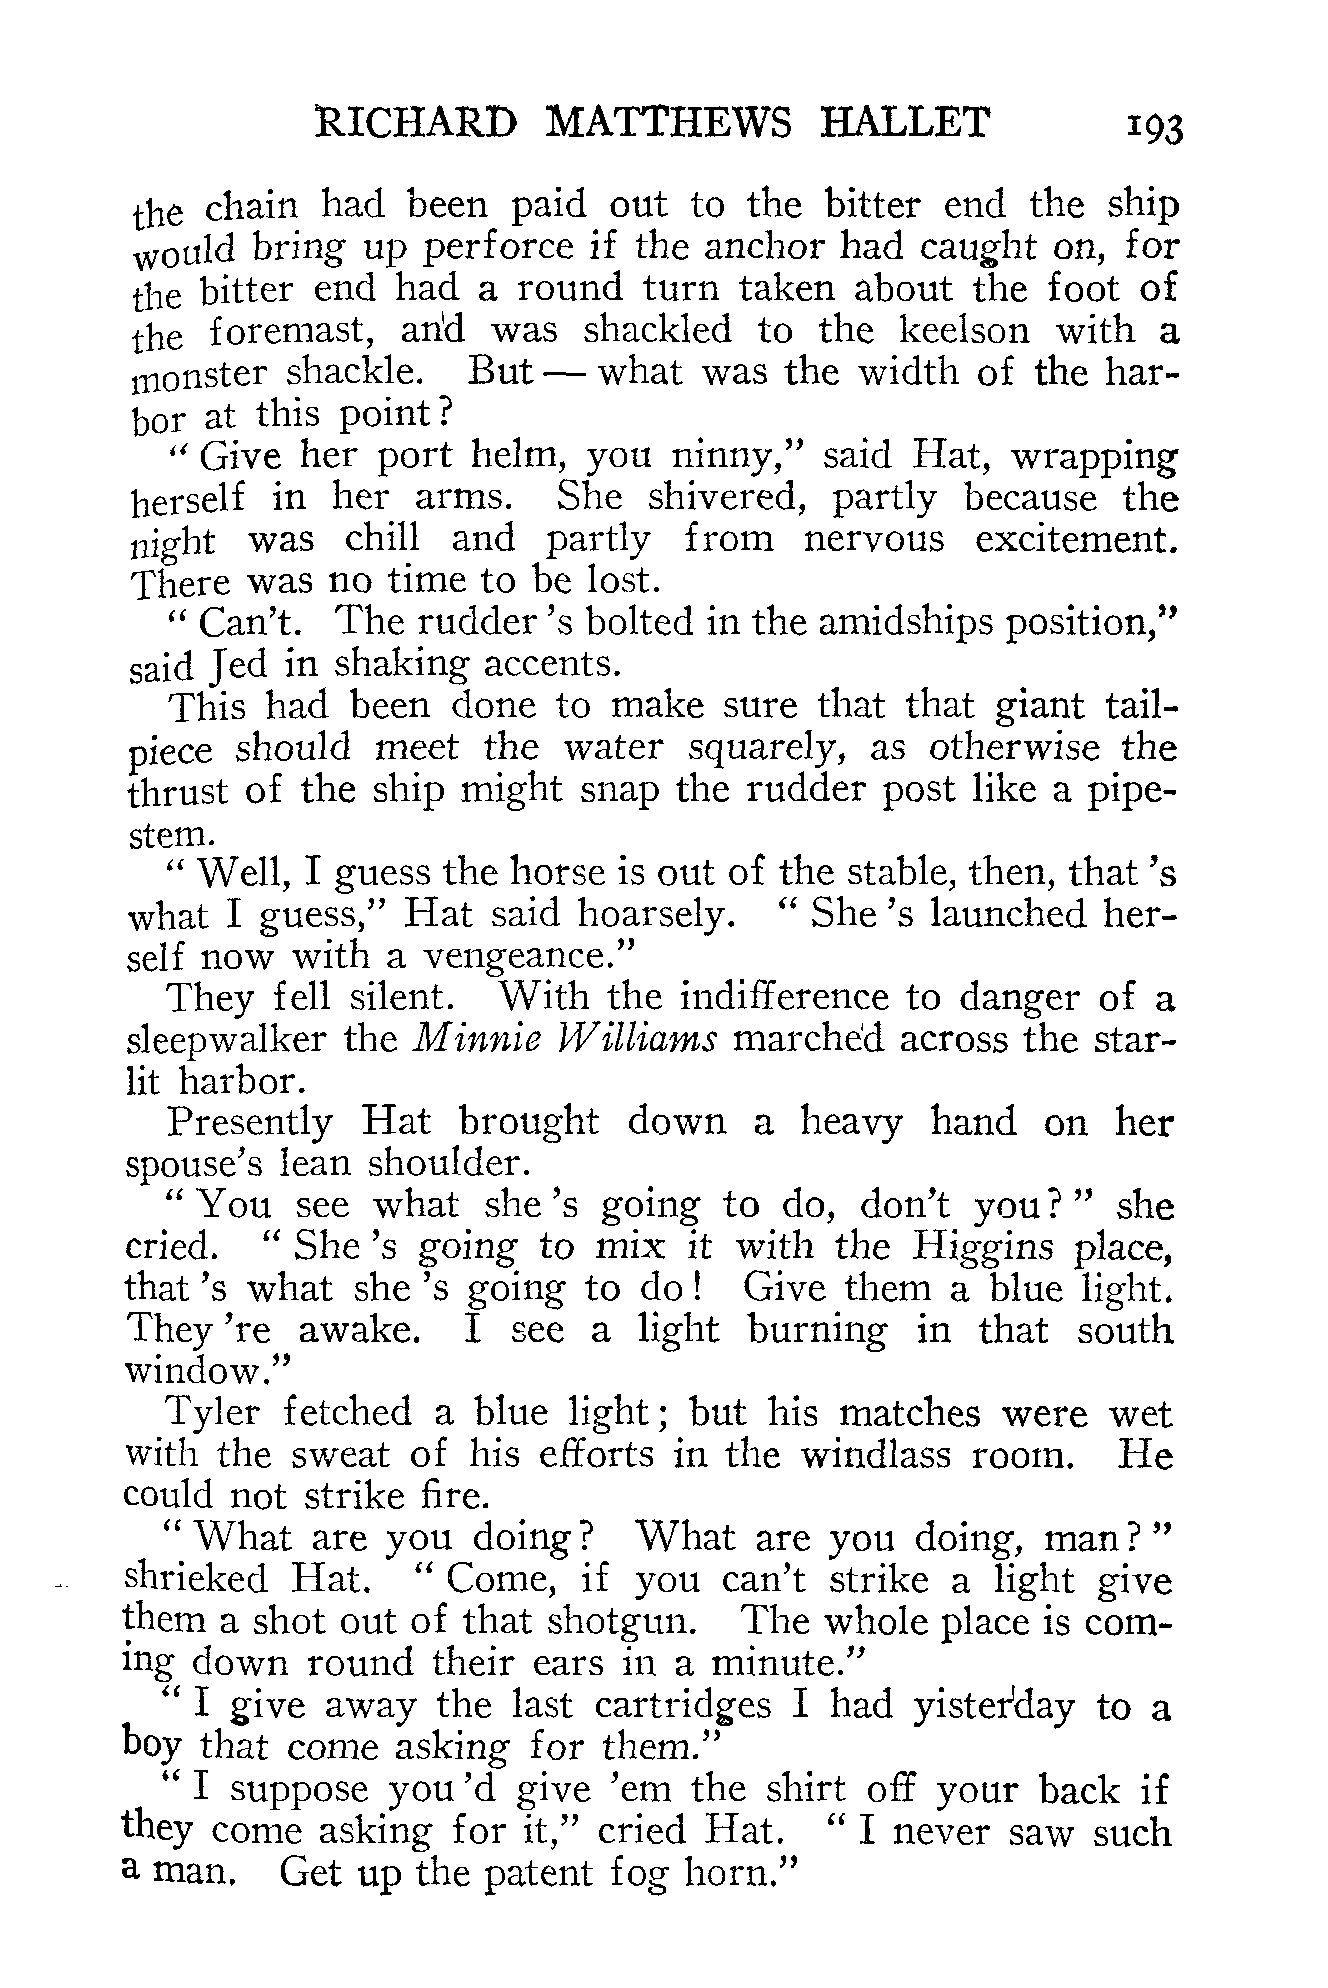 RICHARD MATTHEWS HALLET 193
the chain had been paid out to the bitter end the ship
would bring up perforce if the anchor had caught on, for
the bitter end had a round turn taken about the foot of
the foremast, and was shackled to the keelson with a
monster shackle. But — what was the width of the har-
bor at this point?
“ Give her port helm, you ninny,” said Hat, wrapping
herself in her arms. She shivered, partly because the
night was chill and partly from nervous excitement.
There was no time to be lost.
“ Can’t. The rudder ’s bolted in the amidships position,”
said Jed in shaking accents.
This had been done to make sure that that giant tail-
piece should meet the water squarely, as otherwise the
thrust of the ship might snap the rudder post like a pipe-
stem.
“ Well, I guess the horse is out of the stable, then, that ’s
what I guess,” Hat said hoarsely. “ She ’s launched her-
self now with a vengeance.”
They fell silent. With the indifference to danger of a
sleepwalker the Minnie Williams marched across the star-
lit harbor.
Presently Hat brought down a heavy hand on her
spouse’s lean shoulder.
“ You see what she ’s going to do, don’t you? ” she
cried. “ She ’s going to mix it with the Higgins place,
that ’s what she ’s going to do! Give them a blue light.
They ’re awake. I see a light burning in that south
window.”
Tyler fetched a blue light; but his matches were wet
with the sweat of his efforts in the windlass room. He
could not strike fire.
“ What are you doing? What are you doing, man? ”
shrieked Hat. “ Come, if you can’t strike a light give
them a shot out of that shotgun. The whole place is com-
ing down round their ears in a minute.”
“ I give away the last cartridges I had yisterday to a
boy that come asking for them.”
“ I suppose you ’d give ’em the shirt off your back if
they come asking for it,” cried Hat. “ I never saw such
a man. Get up the patent fog horn.”